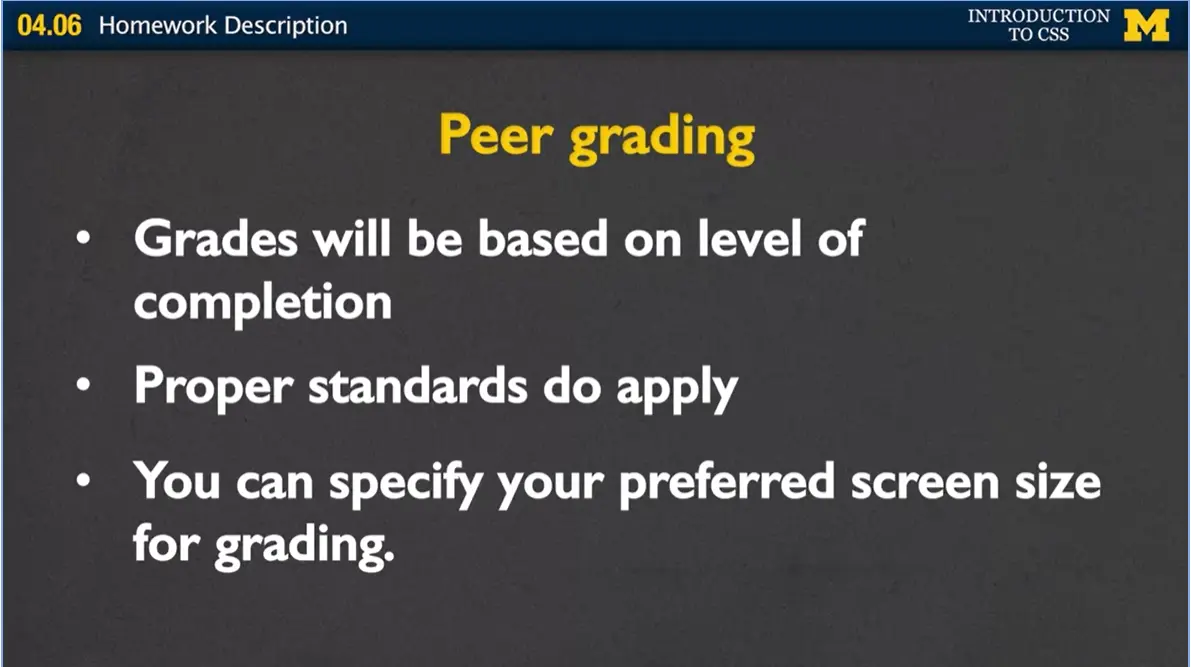 04.06 Homework Description
INTRODUCTION
TO CSS
M
Peer grading
• Grades will be based on level of
completion
• Proper standards do apply
• You can specify your preferred screen size
for grading.